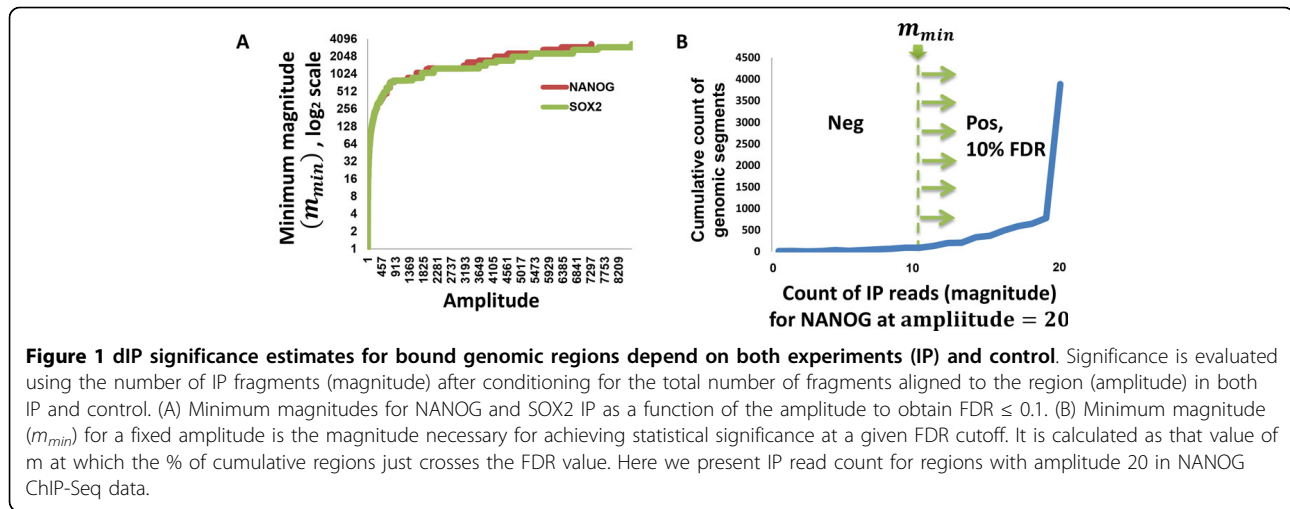 A
Minimum magnitude
(m_min) , log₂ scale
4096
2048
1024
512
256
128
64
32
16
8
4
2
1
NANOG
SOX2
1
457
913
1369
1825
2281
2737
3193
3649
4105
4561
5017
5473
5929
6385
6841
7297
7753
8209
Amplitude
B
m_min
Cumulative count of
genomic segments
4500
4000
3500
3000
2500
2000
1500
1000
500
0
Neg
Pos,
10% FDR
0
10
20
Count of IP reads (magnitude)
for NANOG at ampliitude = 20
Figure 1 dIP significance estimates for bound genomic regions depend on both experiments (IP) and control. Significance is evaluated
using the number of IP fragments (magnitude) after conditioning for the total number of fragments aligned to the region (amplitude) in both
IP and control. (A) Minimum magnitudes for NANOG and SOX2 IP as a function of the amplitude to obtain FDR ≤ 0.1. (B) Minimum magnitude
(m_min) for a fixed amplitude is the magnitude necessary for achieving statistical significance at a given FDR cutoff. It is calculated as that value of
m at which the % of cumulative regions just crosses the FDR value. Here we present IP read count for regions with amplitude 20 in NANOG
ChIP-Seq data.